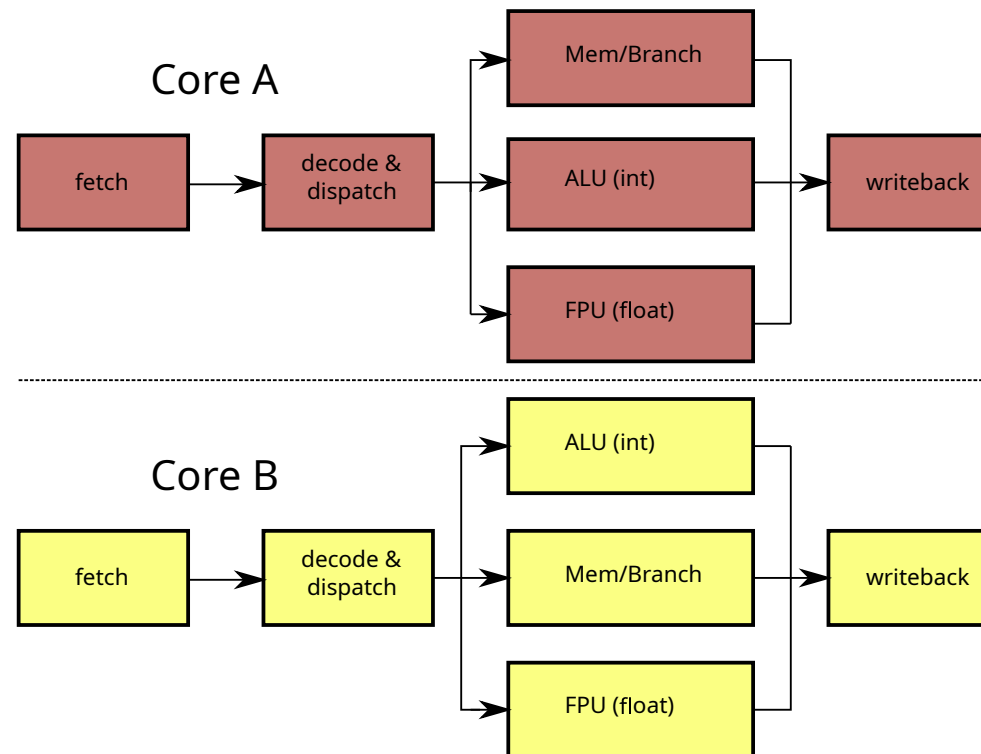 Core A
Mem/Branch
fetch
decode &
dispatch
ALU (int)
writeback
FPU (float)
Core B
ALU (int)
fetch
decode &
dispatch
Mem/Branch
writeback
FPU (float)